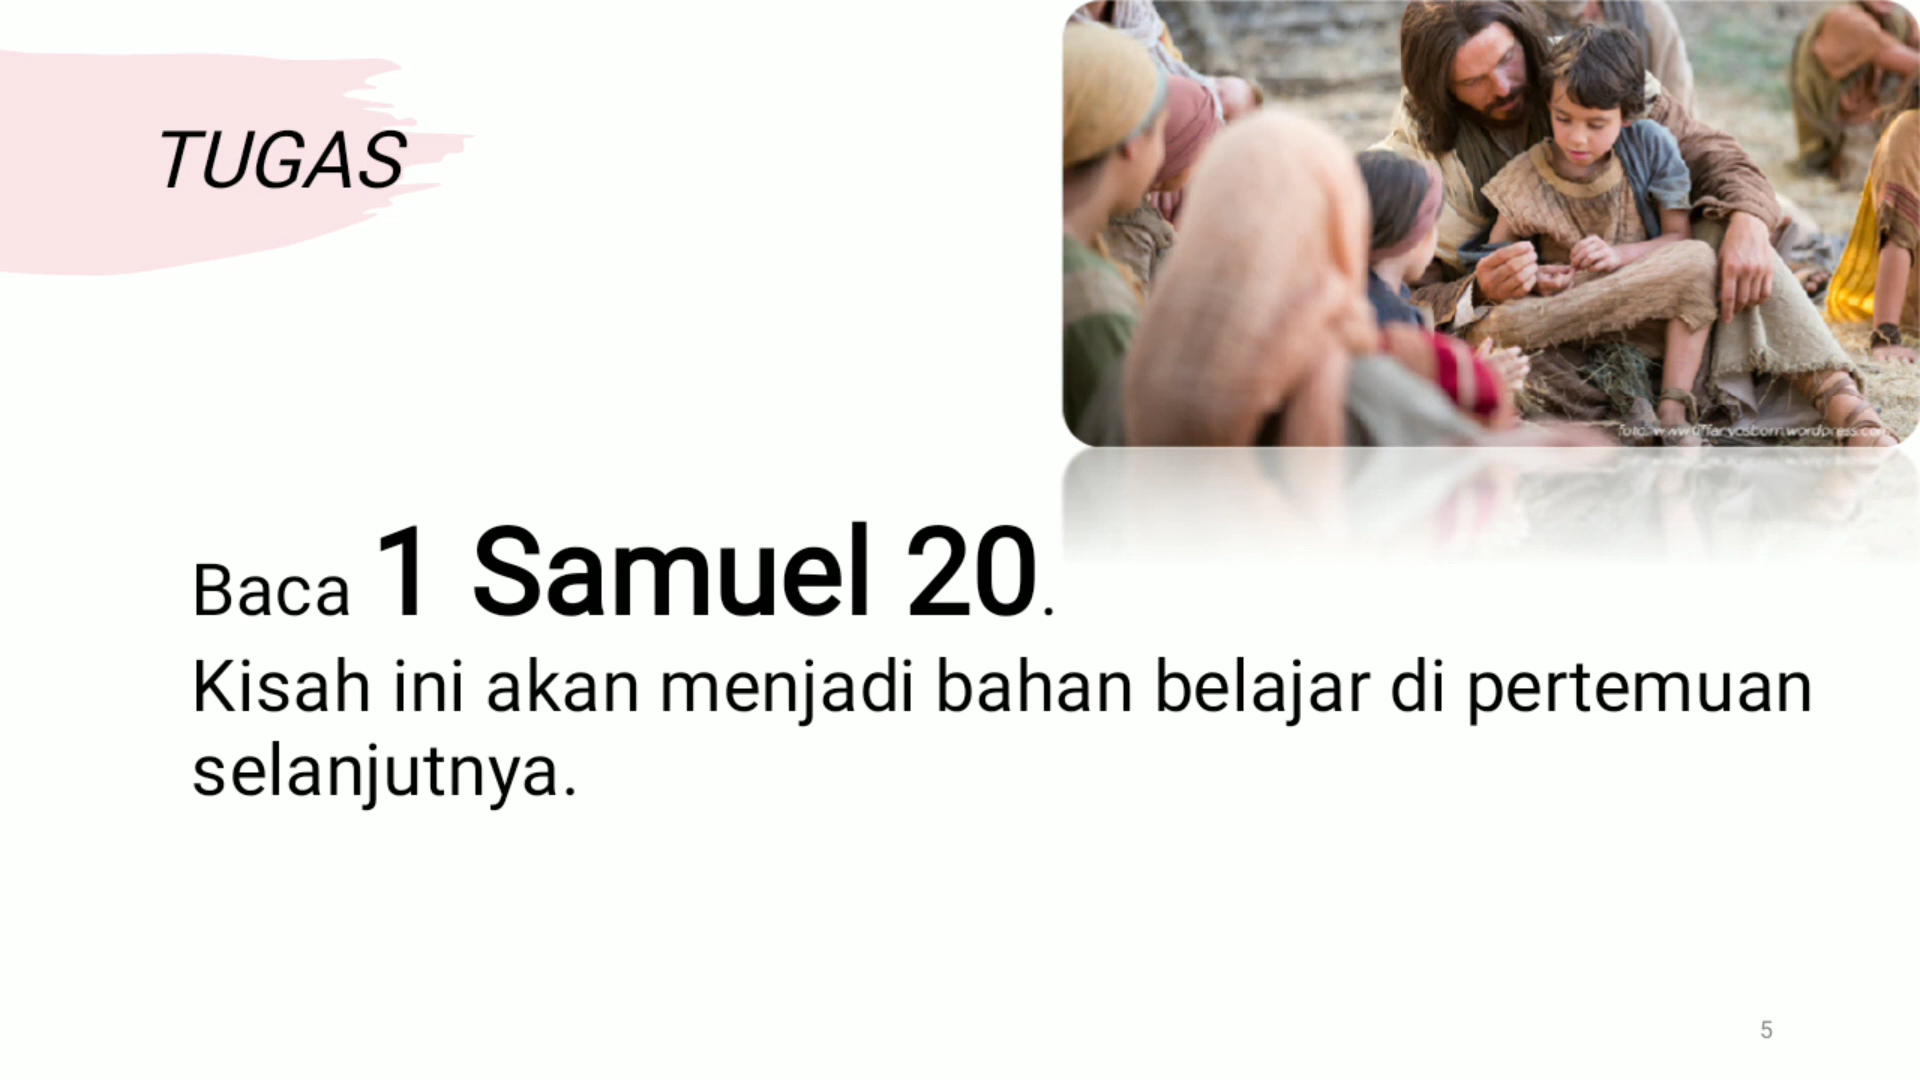 TUGAS
Baca 1 Samuel 20.
Kisah ini akan menjadi bahan belajar di pertemuan
selanjutnya.
5